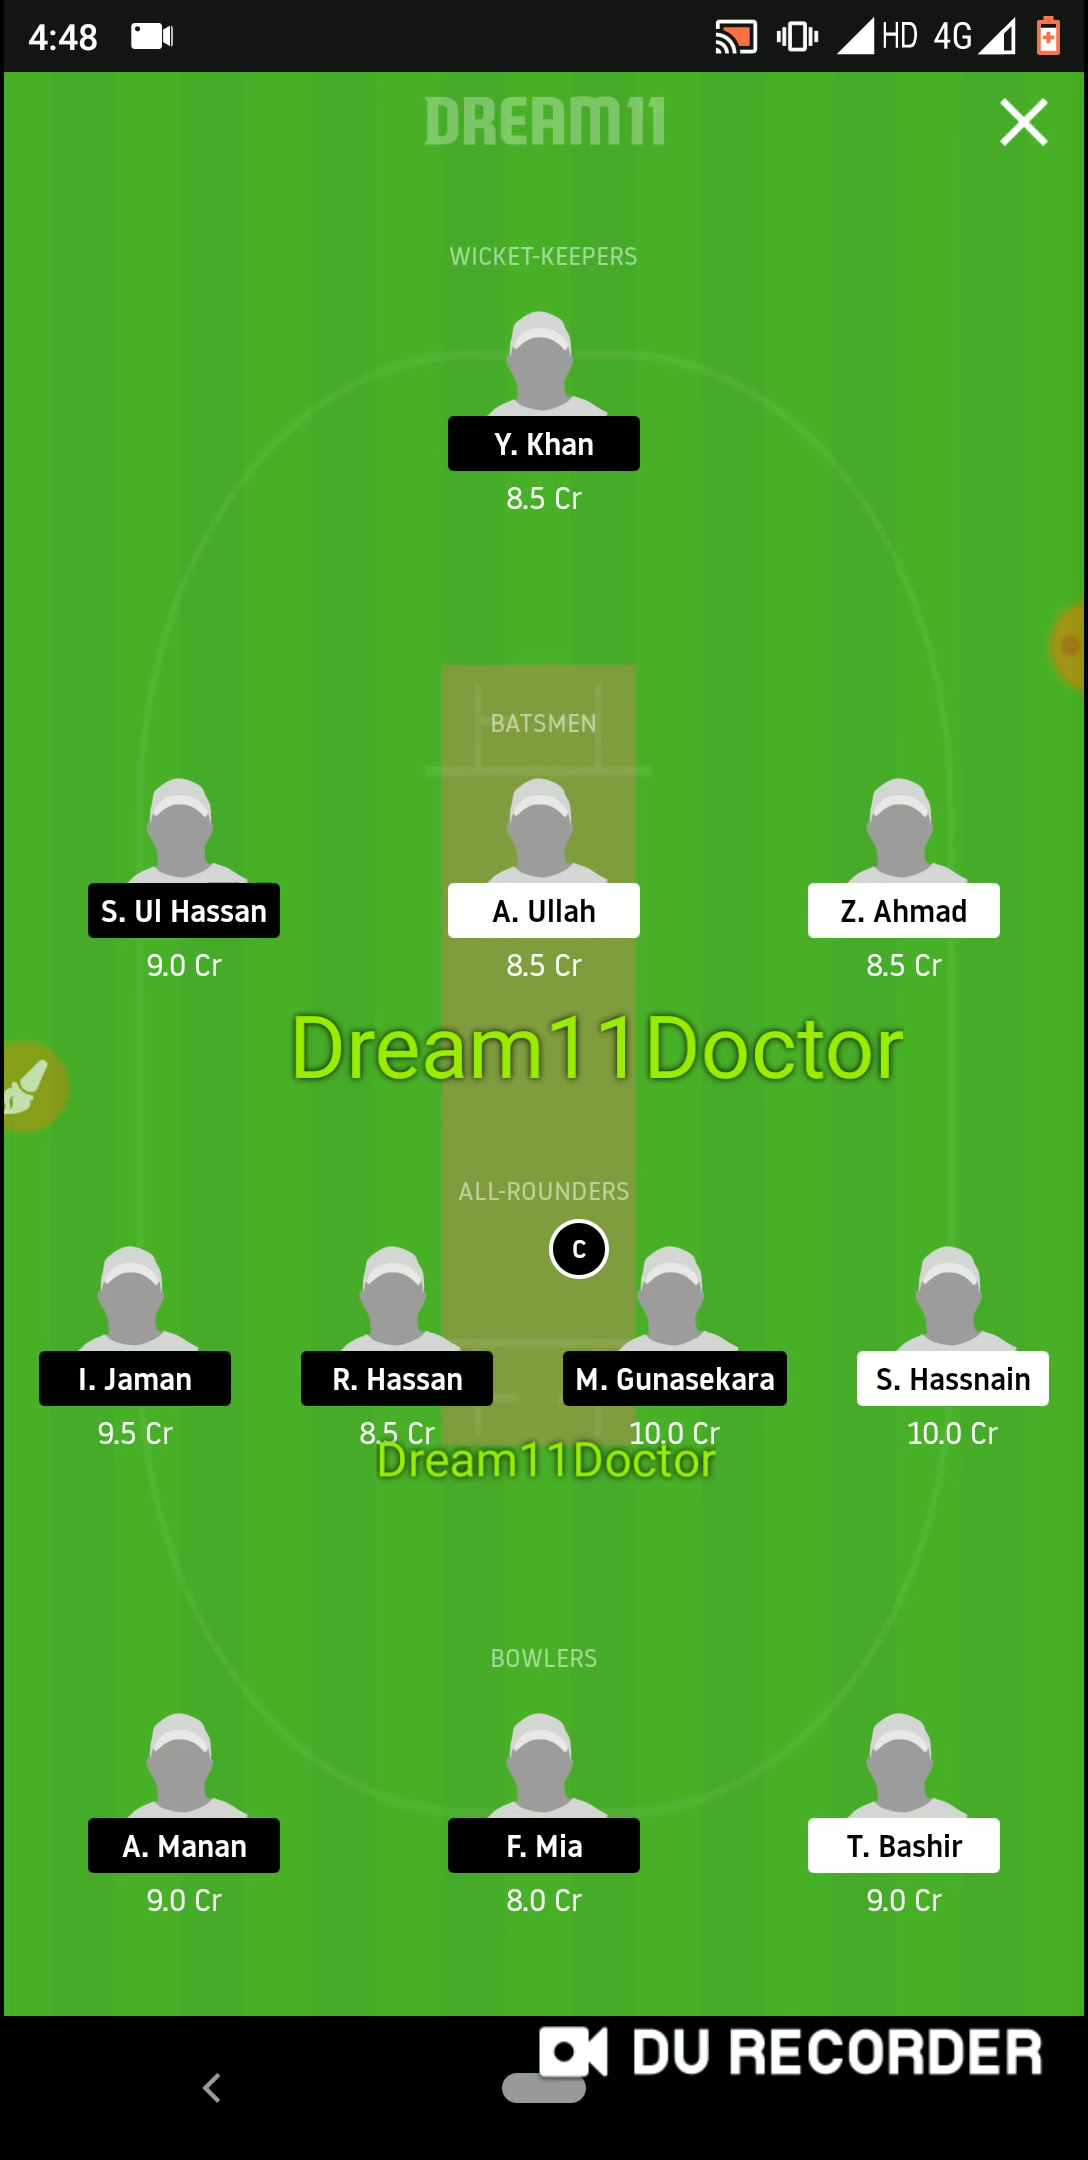 4:48 HD 4G
DREAM11
WICKET-KEEPERS
Y. Khan
8.5 Cr
BATSMEN
S. Ul Hassan A. Ullah Z. Ahmad
9.0 Cr 8.5 Cr 8.5 Cr
Dream11Doctor
ALL-ROUNDERS
C
I. Jaman R. Hassan M. Gunasekara S. Hassnain
9.5 Cr 8.5 Cr 10.0 Cr 10.0 Cr
Dream11Doctor
BOWLERS
A. Manan F. Mia T. Bashir
9.0 Cr 8.0 Cr 9.0 Cr
DU RECORDER